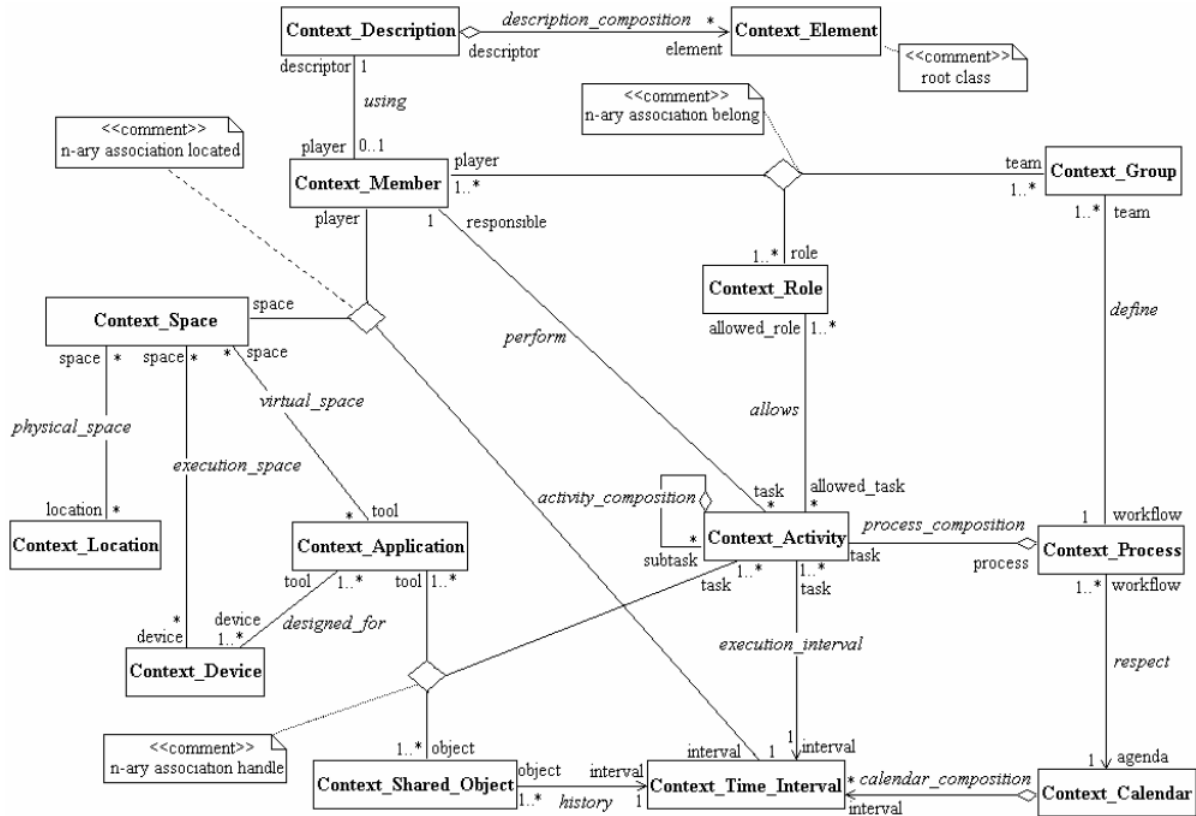 description_composition *
Context_Description
Context_Element
descriptor
element
descriptor 1
<<comment>>
root class
using
<<comment>>
n-ary association belong
<<comment>>
n-ary association located
player 0..1
player
1..*
team
1..*
Context_Member
Context_Group
player
1 responsible
1..*
team
1..* role
Context_Role
space
Context_Space
allowed_role 1..*
define
perform
space *
space *
* space
virtual_space
allows
physical_space
execution_space
activity_composition
task
*
allowed_task
*
location *
* tool
1 workflow
process_composition
Context_Location
Context_Application
*
subtask
Context_Activity
task
process
Context_Process
tool 1..*
tool 1..*
1..*
task
1..*
task
1..* workflow
*
device
device
1..*
designed_for
execution_interval
Context_Device
respect
<<comment>>
n-ary association handle
1..* object
interval 1
1 interval
1 agenda
Context_Shared_Object
object
1..*
history
interval
1
Context_Time_Interval
* calendar_composition
interval
Context_Calendar